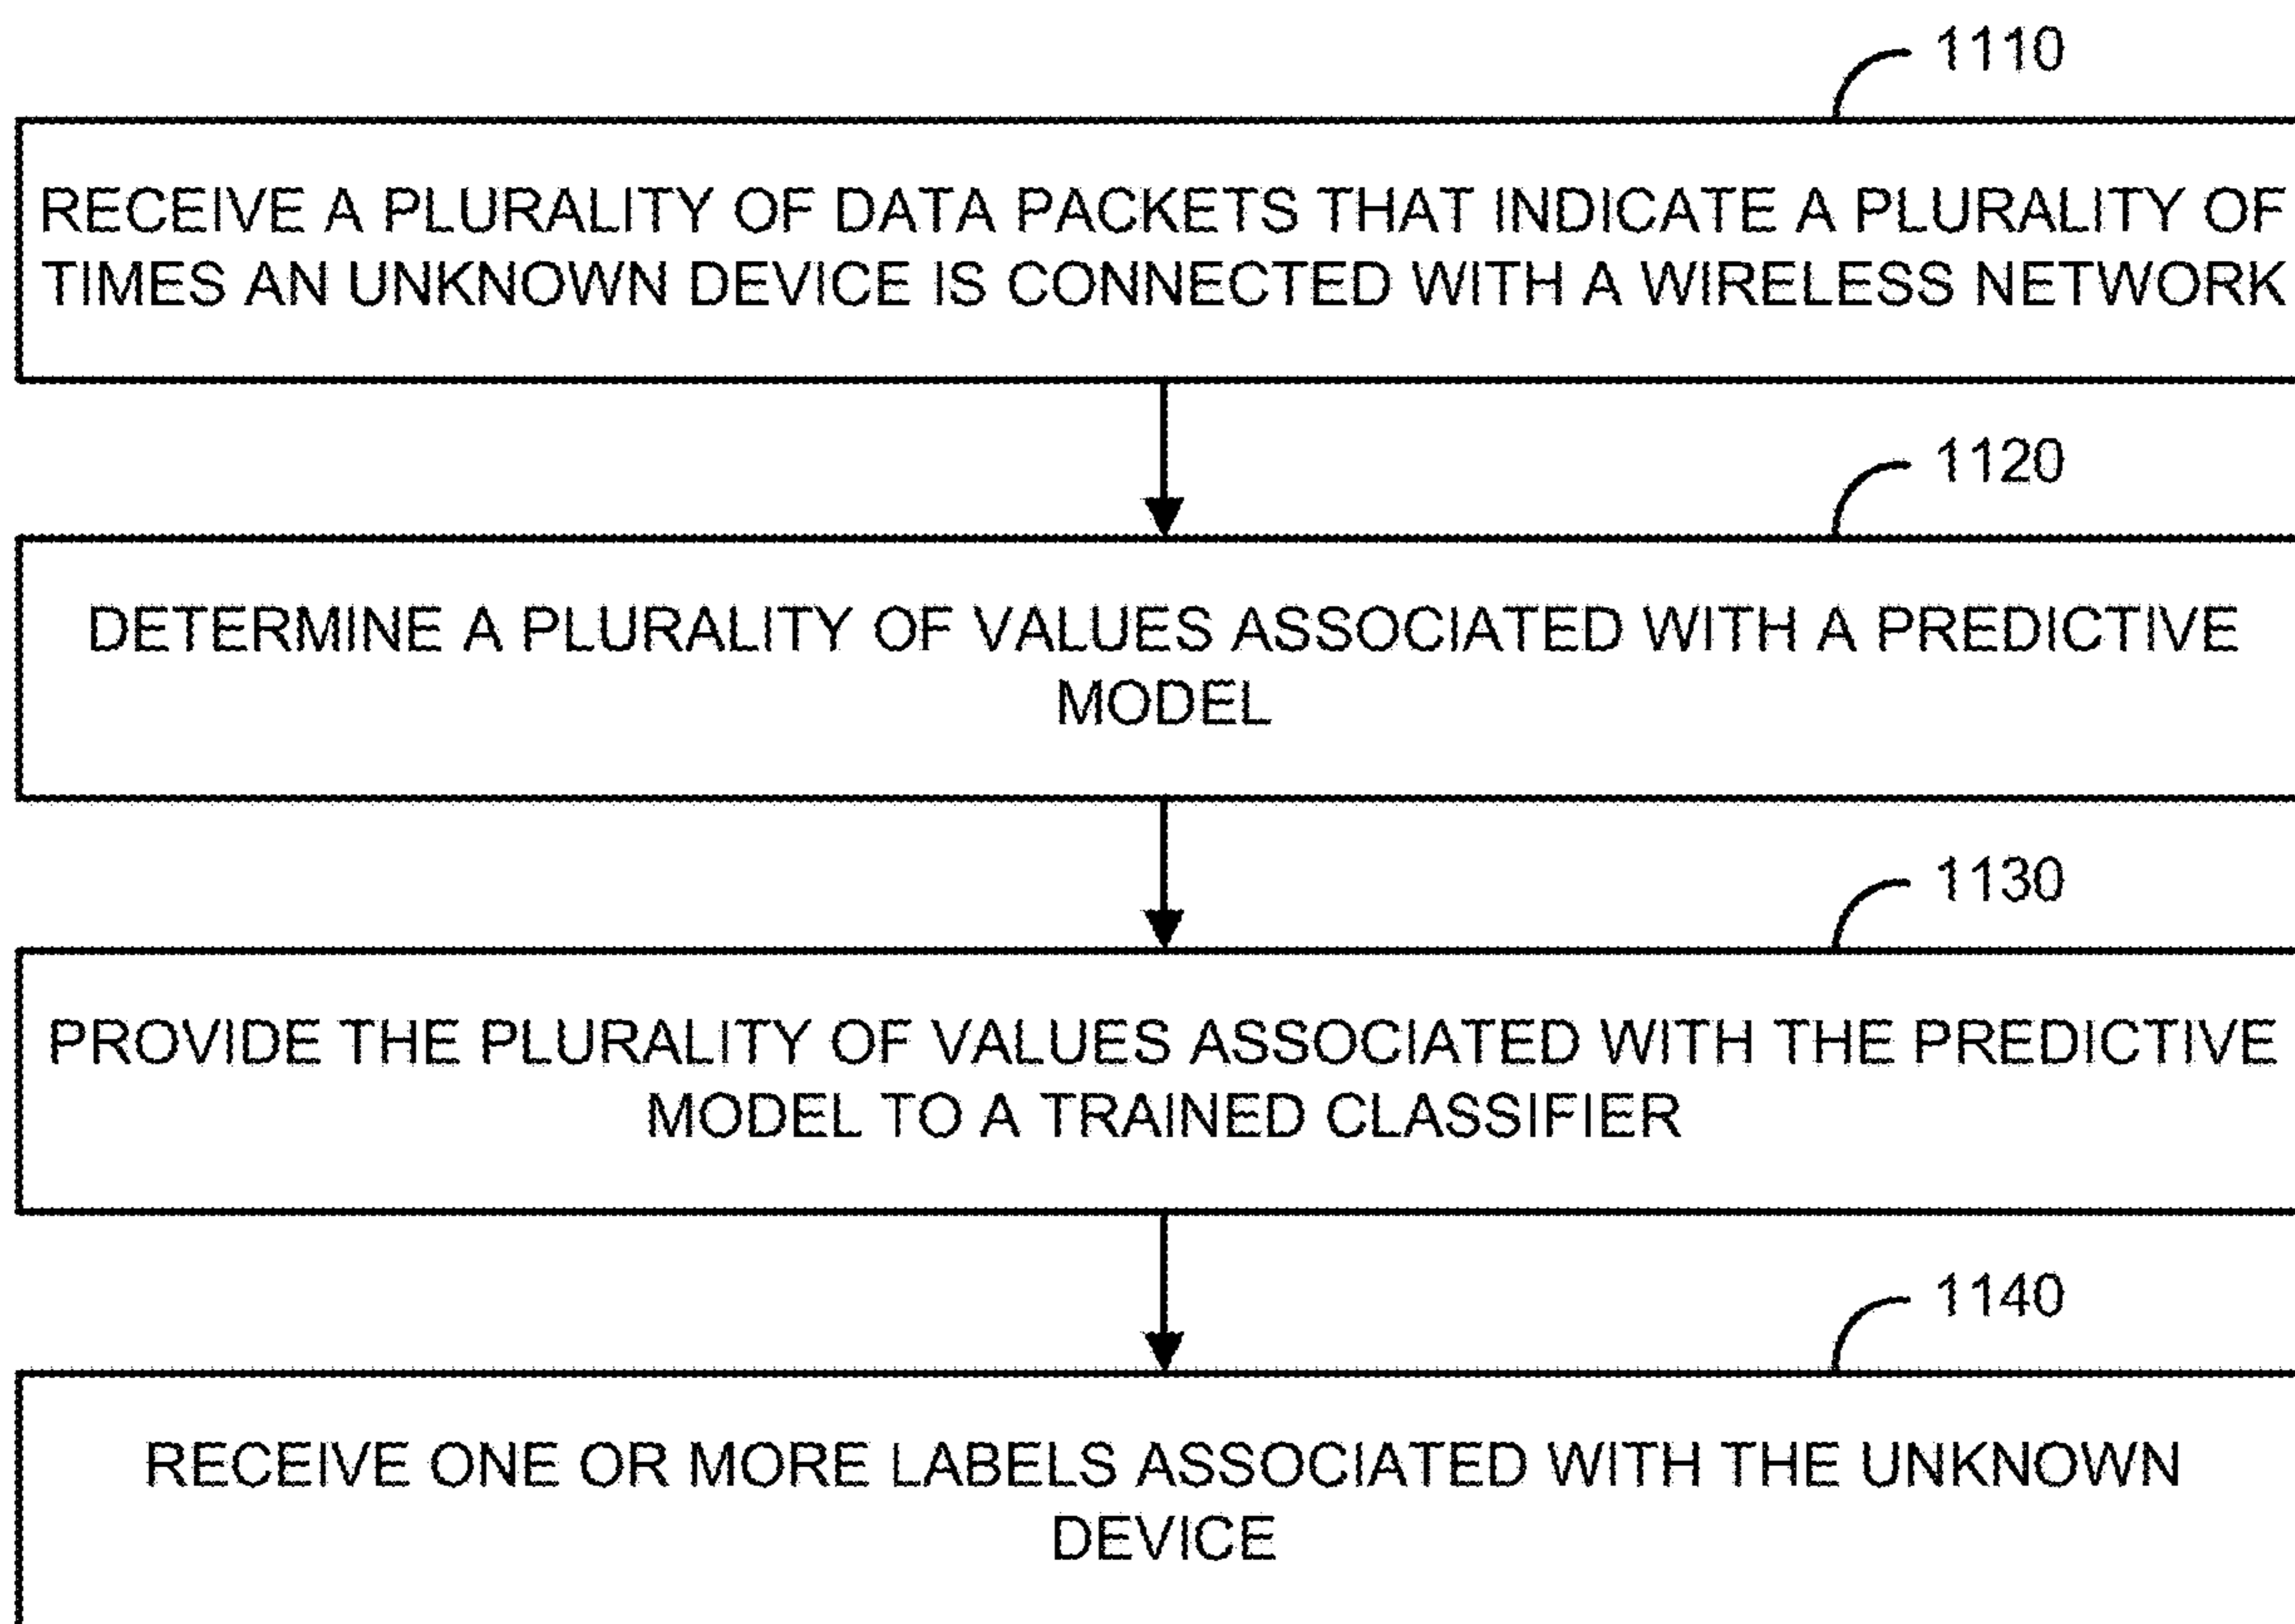 1110
RECEIVE A PLURALITY OF DATA PACKETS THAT INDICATE A PLURALITY OF
TIMES AN UNKNOWN DEVICE IS CONNECTED WITH A WIRELESS NETWORK
1120
DETERMINE A PLURALITY OF VALUES ASSOCIATED WITH A PREDICTIVE
MODEL
1130
PROVIDE THE PLURALITY OF VALUES ASSOCIATED WITH THE PREDICTIVE
MODEL TO A TRAINED CLASSIFIER
1140
RECEIVE ONE OR MORE LABELS ASSOCIATED WITH THE UNKNOWN
DEVICE